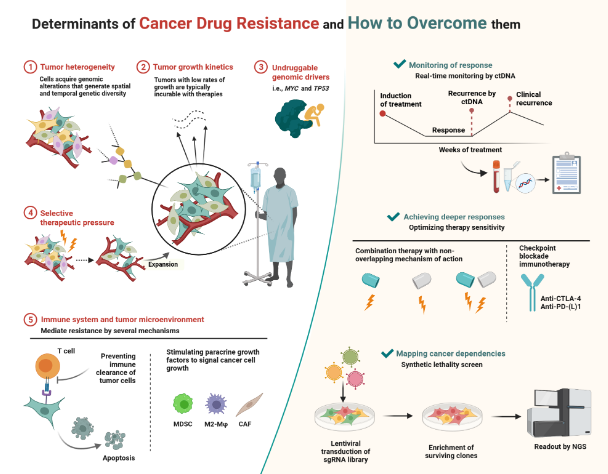 Determinants of Cancer Drug Resistance and How to Overcome them
1 Tumor heterogeneity
Cells acquire genomic
alterations that generate spatial
and temporal genetic diversity
2 Tumor growth kinetics
Tumors with low rates of
growth are typically
incurable with therapies
3 Undruggable
genomic drivers
i.e., MYC and TP53
4 Selective
therapeutic pressure
Expansion
5 Immune system and tumor microenvironment
Mediate resistance by several mechanisms
T cell
Preventing
immune
clearance of
tumor cells
Apoptosis
Stimulating paracrine growth
factors to signal cancer cell
growth
MDSC
M2-Mφ
CAF
Monitoring of response
Real-time monitoring by ctDNA
Induction
of treatment
Recurrence by
ctDNA
Clinical
recurrence
Response
Weeks of treatment
Achieving deeper responses
Optimizing therapy sensitivity
Combination therapy with non-
overlapping mechanism of action
Checkpoint
blockade
immunotherapy
Anti-CTLA-4
Anti-PD-(L)1
Mapping cancer dependencies
Synthetic lethality screen
Lentiviral
transduction of
sgRNA library
Enrichment of
surviving clones
Readout by NGS